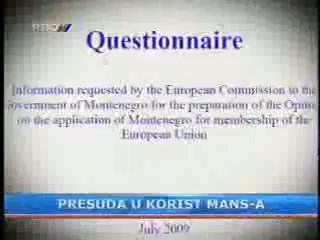 Questionnaire
Information requested by the European Commission to the
Government of Montenegro for the preparation of the Opinion
on the application of Montenegro for membership of the
European Union
PRESUDA U KORIST MANS-A
July 2009